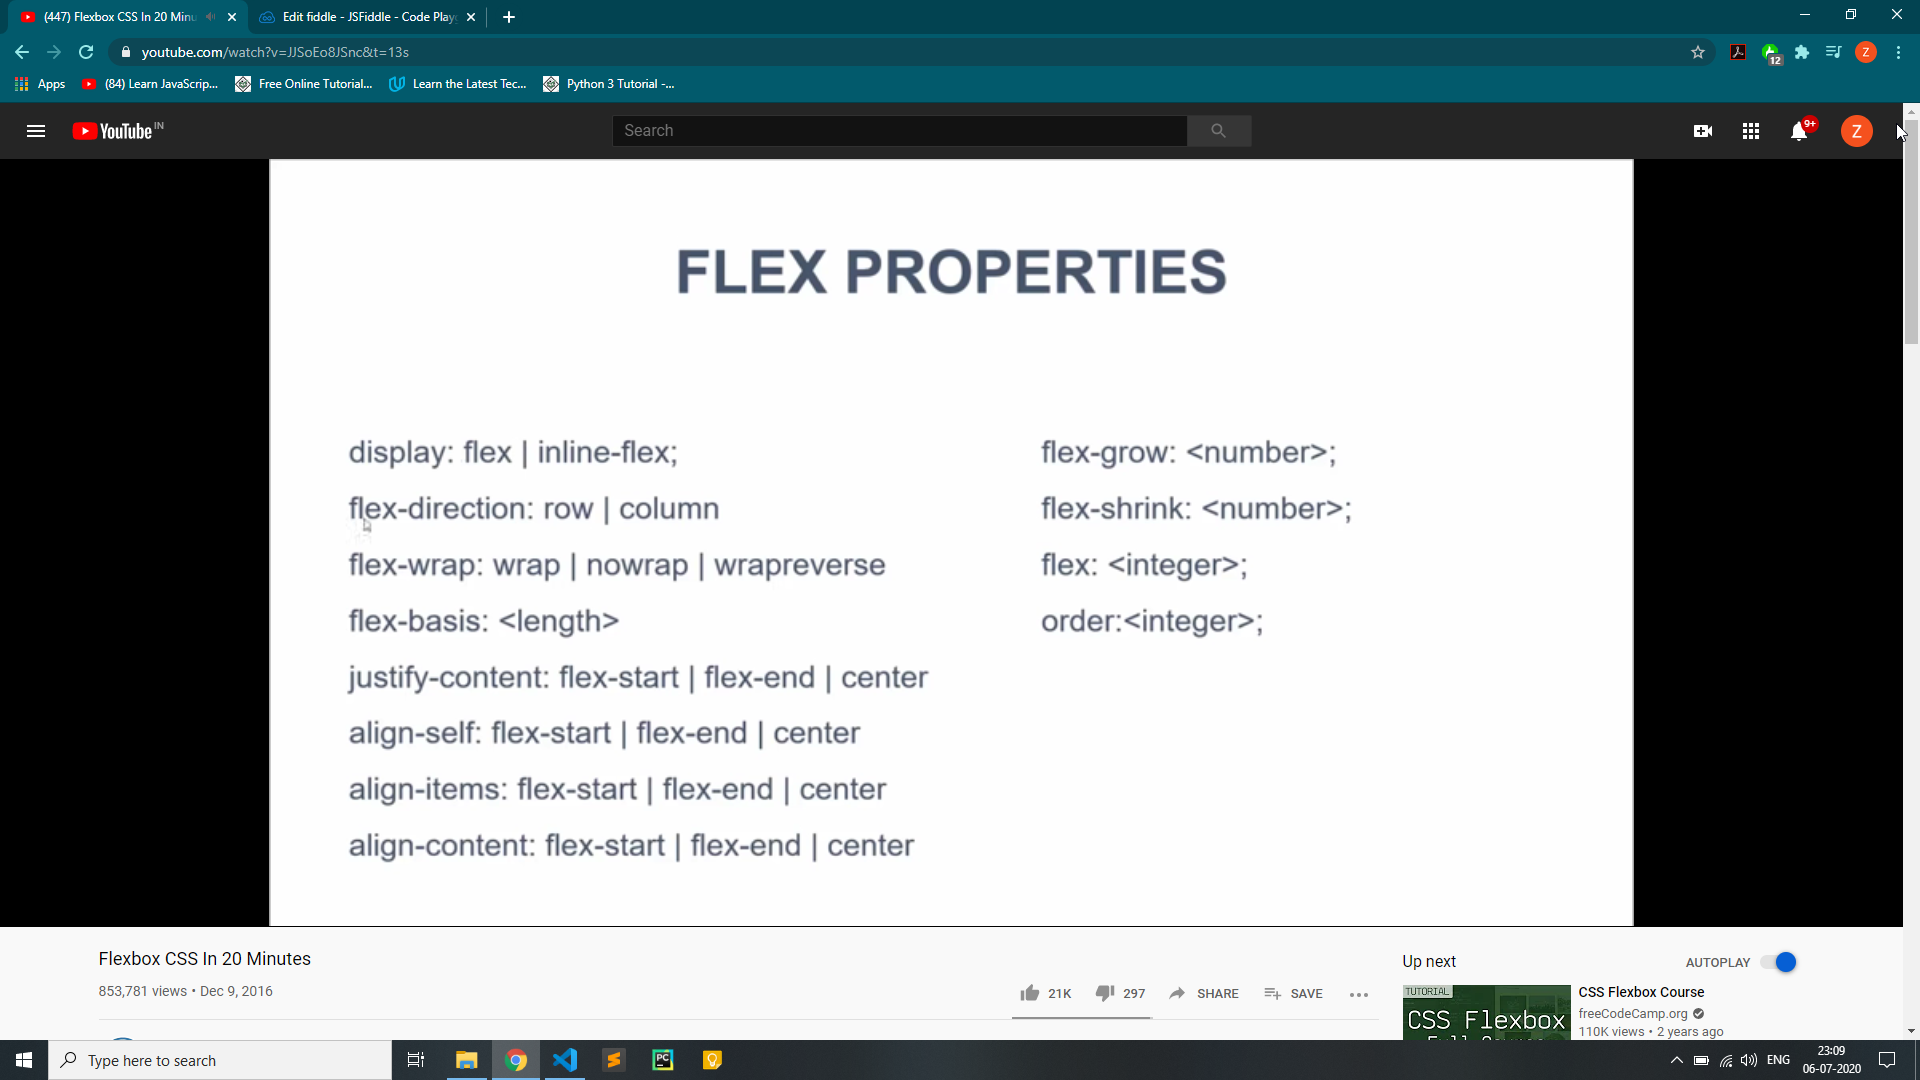 (447) Flexbox CSS In 20 Minu
Edit fiddle - JSFiddle - Code Play
youtube.com/watch?v=JJSoEo8JSnc&t=13s
12
Z
Apps
(84) Learn JavaScrip...
Free Online Tutorial...
Learn the Latest Tec...
Python 3 Tutorial -...
YouTube IN
Search
9+
Z
FLEX PROPERTIES
display: flex | inline-flex;
flex-direction: row | column
flex-wrap: wrap | nowrap | wrapreverse
flex-basis: <length>
justify-content: flex-start | flex-end | center
align-self: flex-start | flex-end | center
align-items: flex-start | flex-end | center
align-content: flex-start | flex-end | center
flex-grow: <number>;
flex-shrink: <number>;
flex: <integer>;
order:<integer>;
Flexbox CSS In 20 Minutes
853,781 views • Dec 9, 2016
21K
297
SHARE
SAVE
Up next
AUTOPLAY
TUTORIAL
CSS Flexbox
CSS Flexbox Course
freeCodeCamp.org
110K views • 2 years ago
Type here to search
PC
ENG
23:09
06-07-2020